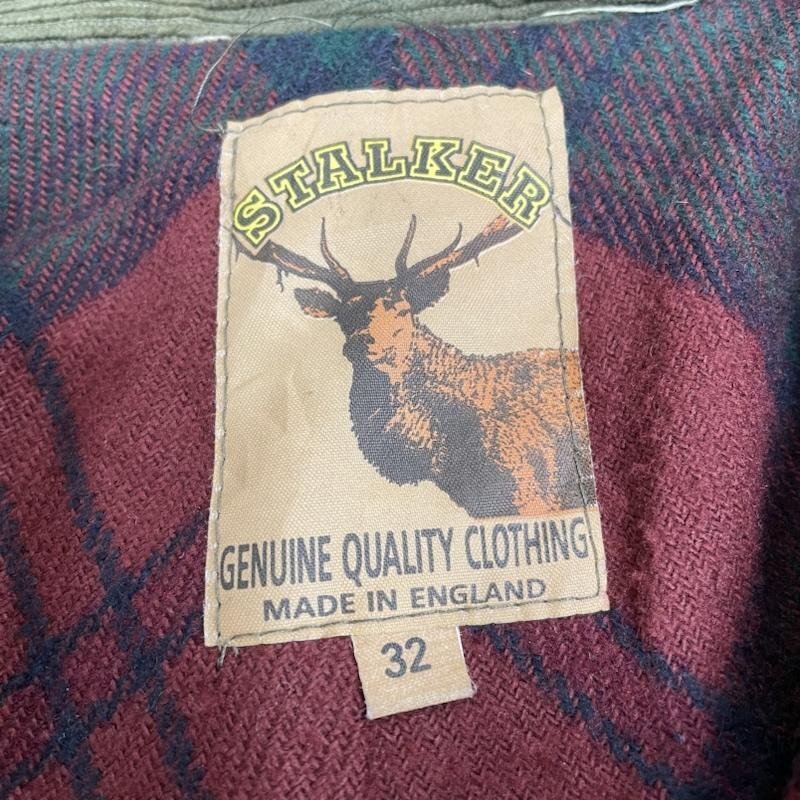 STALKER
GENUINE QUALITY CLOTHING
MADE IN ENGLAND
32